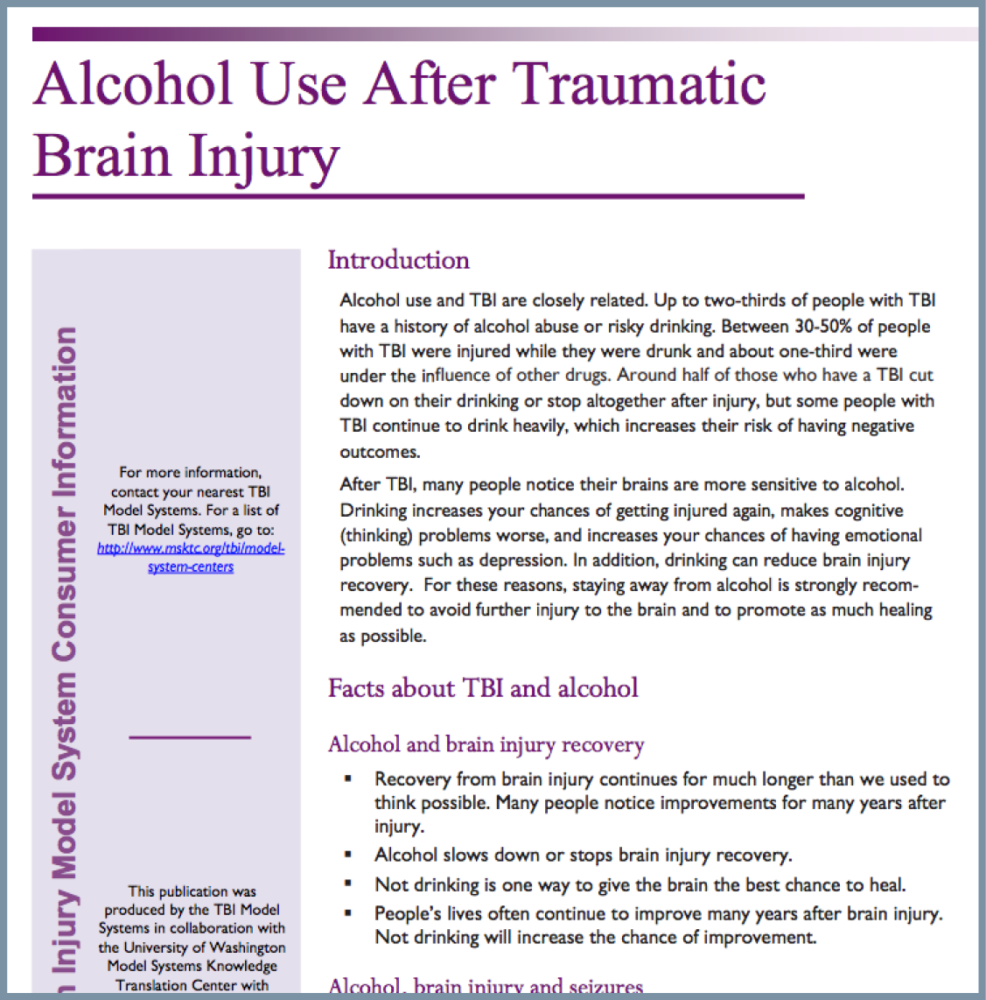 Alcohol Use After Traumatic
Brain Injury
n Injury Model System Consumer Information
For more information,
contact your nearest TBI
Model Systems. For a list of
TBI Model Systems, go to:
http://www.msktc.org/tbi/model-
system-centers
This publication was
produced by the TBI Model
Systems in collaboration with
the University of Washington
Model Systems Knowledge
Translation Center with
Introduction
Alcohol use and TBI are closely related. Up to two-thirds of people with TBI
have a history of alcohol abuse or risky drinking. Between 30-50% of people
with TBI were injured while they were drunk and about one-third were
under the influence of other drugs. Around half of those who have a TBI cut
down on their drinking or stop altogether after injury, but some people with
TBI continue to drink heavily, which increases their risk of having negative
outcomes.
After TBI, many people notice their brains are more sensitive to alcohol.
Drinking increases your chances of getting injured again, makes cognitive
(thinking) problems worse, and increases your chances of having emotional
problems such as depression. In addition, drinking can reduce brain injury
recovery.  For these reasons, staying away from alcohol is strongly recom-
mended to avoid further injury to the brain and to promote as much healing
as possible.
Facts about TBI and alcohol
Alcohol and brain injury recovery
▪ Recovery from brain injury continues for much longer than we used to
think possible. Many people notice improvements for many years after
injury.
▪ Alcohol slows down or stops brain injury recovery.
▪ Not drinking is one way to give the brain the best chance to heal.
▪ People's lives often continue to improve many years after brain injury.
Not drinking will increase the chance of improvement.
Alcohol, brain injury and seizures